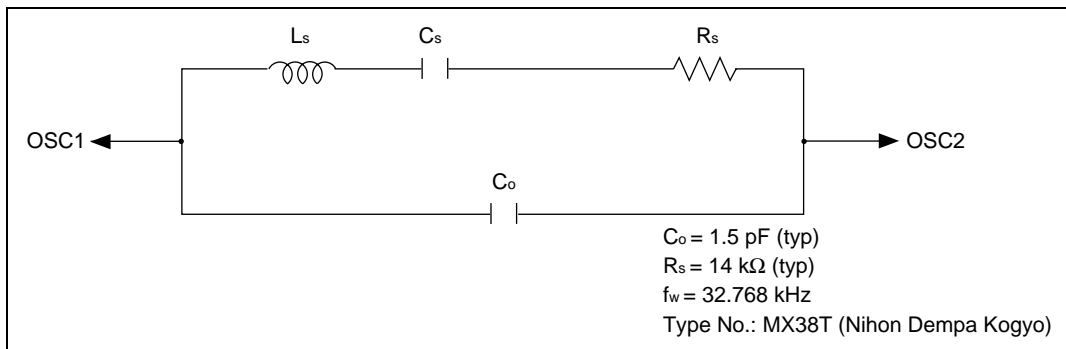 Ls
Cs
Rs
OSC1
OSC2
Co
Co = 1.5 pF (typ)
Rs = 14 kΩ (typ)
fw = 32.768 kHz
Type No.: MX38T (Nihon Dempa Kogyo)